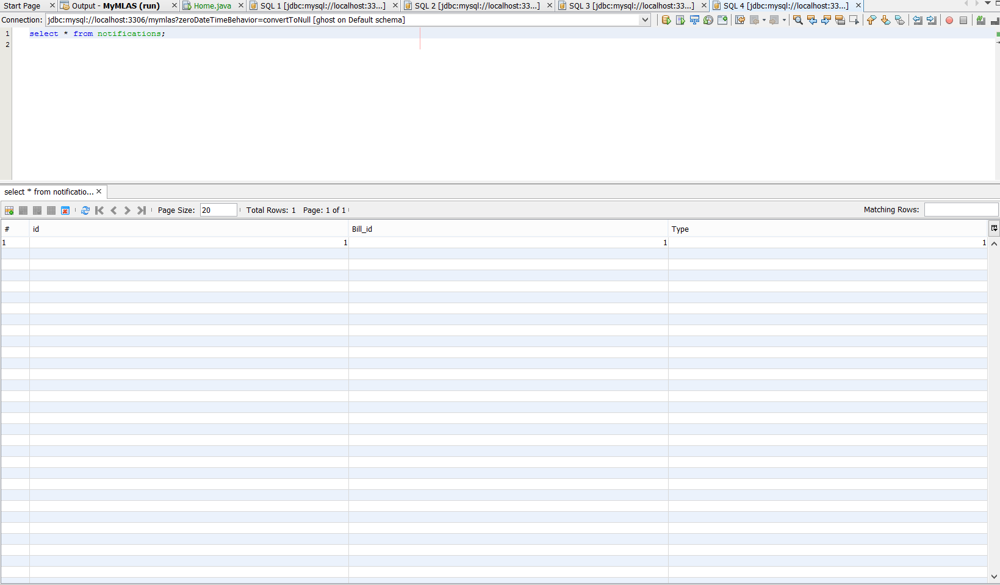 Start Page Output - MyMLAS (run) Home.java SQL 1 [jdbc:mysql://localhost:33...] SQL 2 [jdbc:mysql://localhost:33...] SQL 3 [jdbc:mysql://localhost:33...] SQL 4 [jdbc:mysql://localhost:33...]
Connection: jdbc:mysql://localhost:3306/mymlas?zeroDateTimeBehavior=convertToNull [ghost on Default schema]
1 select * from notifications;
2
select * from notificatio...
Page Size: 20 Total Rows: 1 Page: 1 of 1 Matching Rows:
# id Bill_id Type
1 1 1 1